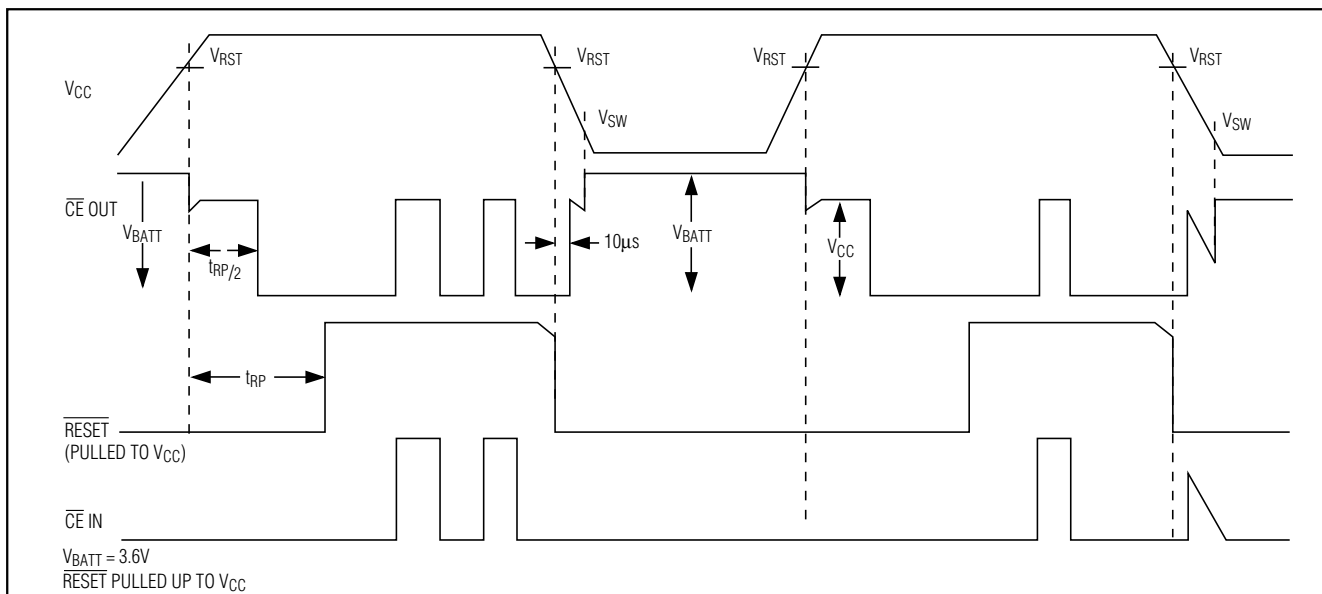 VRST
VRST
VRST
VRST
VCC
VSW
VSW
CE OUT
VBATT
tRP/2
10µs
VBATT
VCC
tRP
RESET
(PULLED TO VCC)
CE IN
VBATT = 3.6V
RESET PULLED UP TO VCC